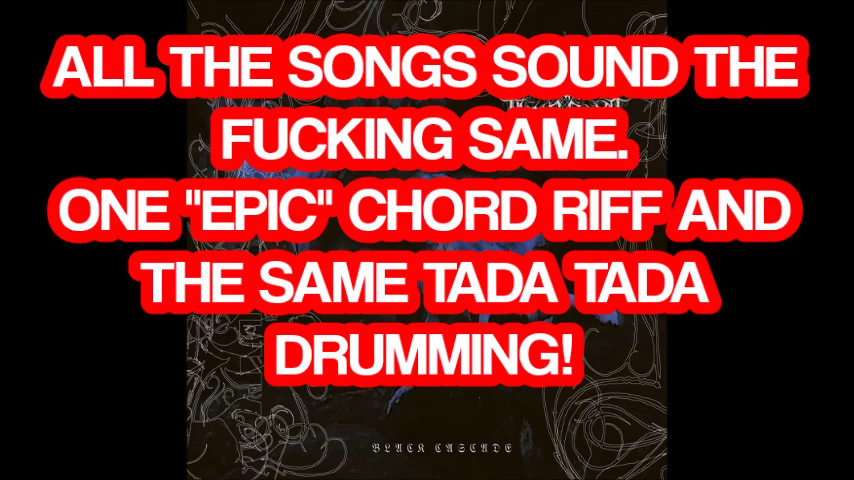 ALL THE SONGS SOUND THE
FUCKING SAME.
ONE "EPIC" CHORD RIFF AND
THE SAME TADA TADA
DRUMMING!
BLACK CASCADE